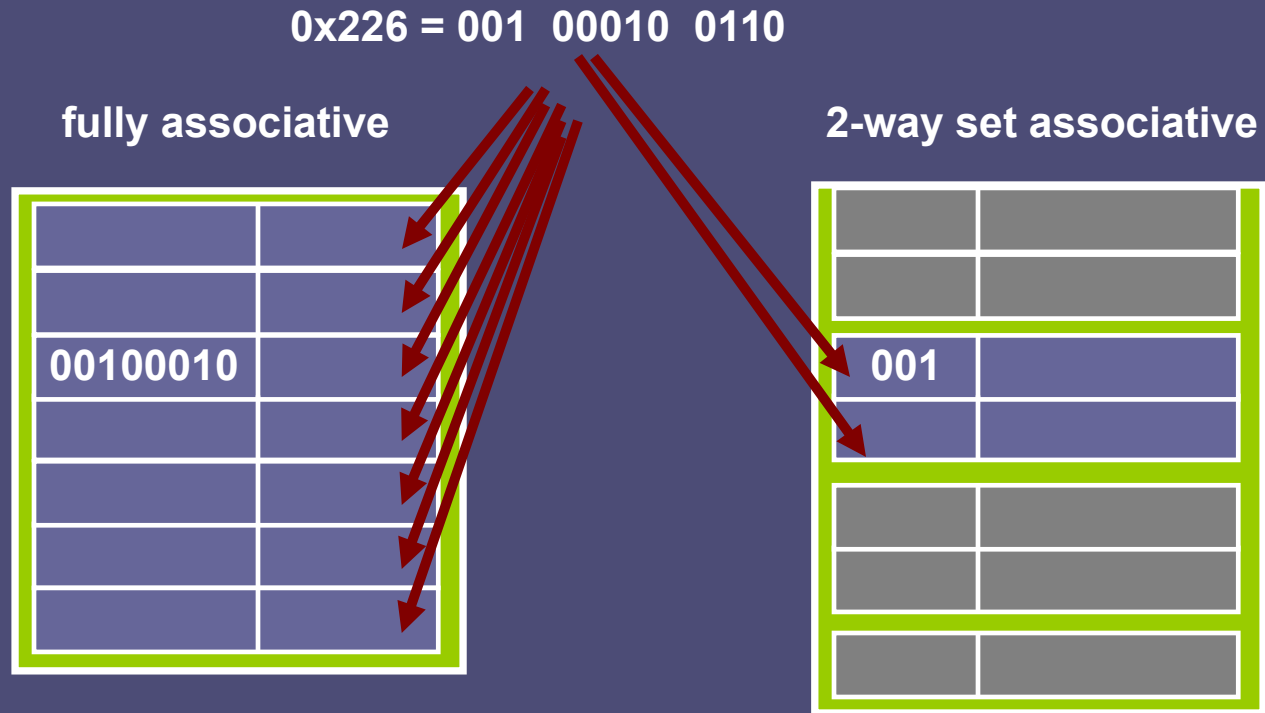 0x226 = 001 00010 0110
fully associative
2-way set associative
00100010
001